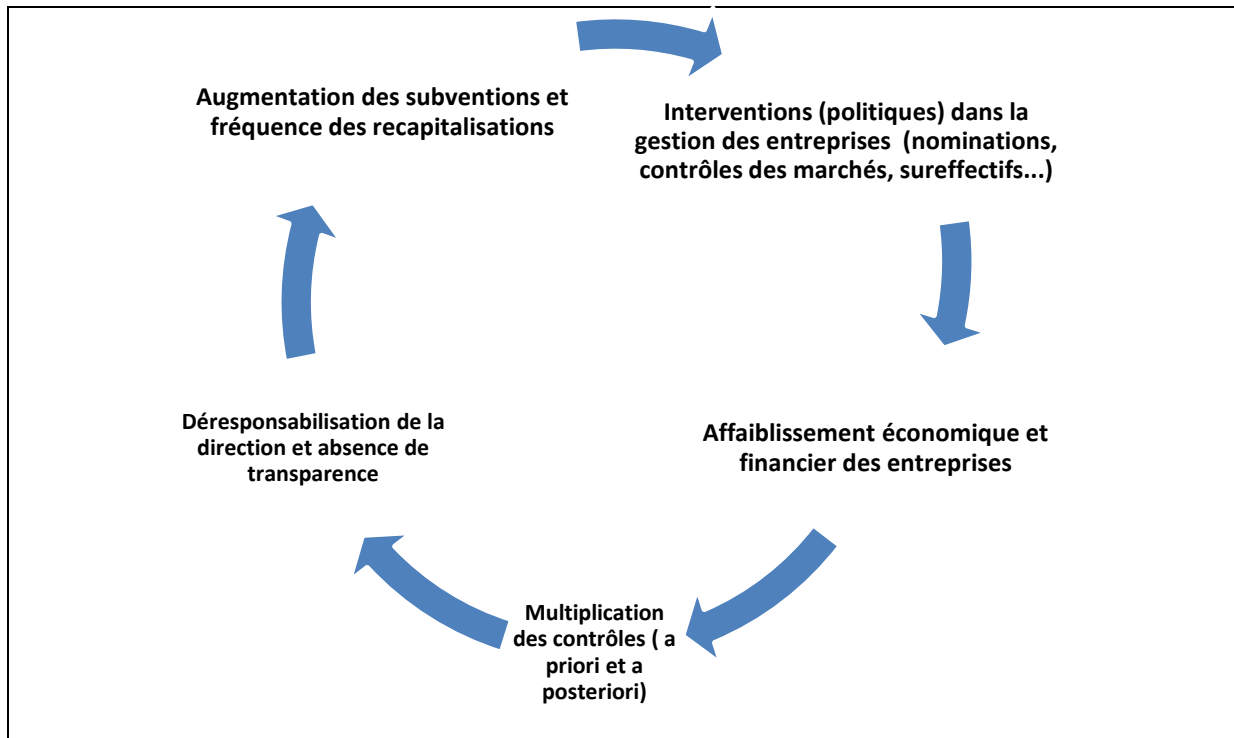 Augmentation des subventions et
fréquence des recapitalisations
Interventions (politiques) dans la
gestion des entreprises  (nominations,
contrôles des marchés, sureffectifs...)
Affaiblissement économique et
financier des entreprises
Multiplication
des contrôles ( a
priori et a
posteriori)
Déresponsabilisation de la
direction et absence de
transparence